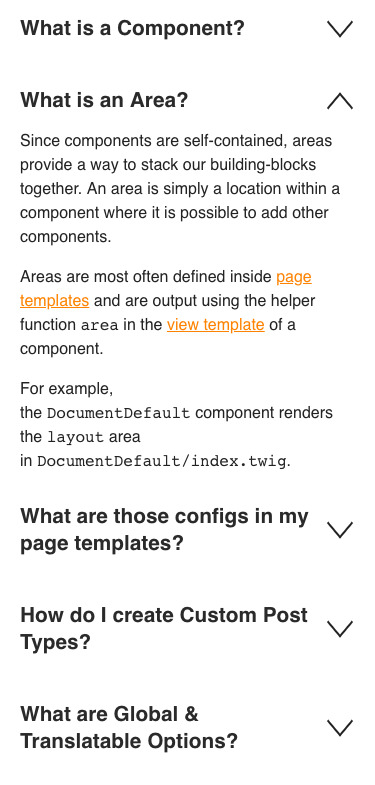 What is a Component?
What is an Area?
Since components are self-contained, areas
provide a way to stack our building-blocks
together. An area is simply a location within a
component where it is possible to add other
components.
Areas are most often defined inside page
templates and are output using the helper
function area in the view template of a
component.
For example,
the DocumentDefault component renders
the layout area
in DocumentDefault/index.twig.
What are those configs in my
page templates?
How do I create Custom Post
Types?
What are Global &
Translatable Options?